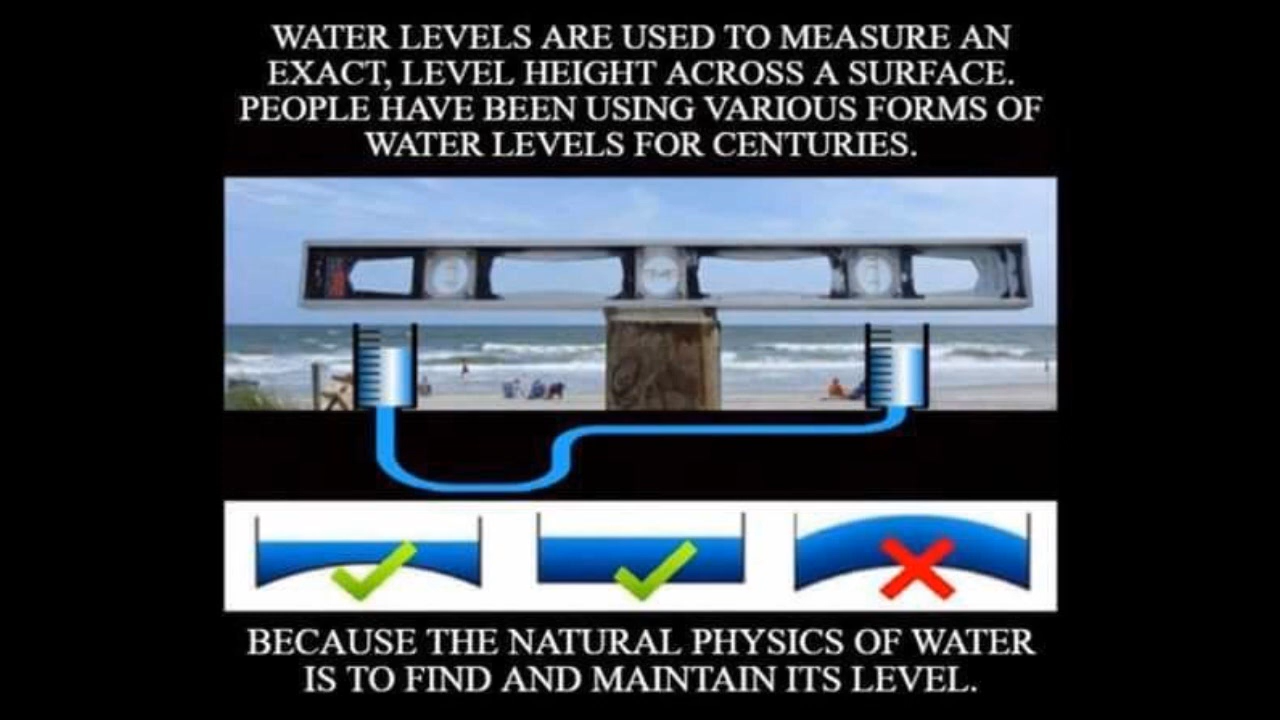 WATER LEVELS ARE USED TO MEASURE AN
EXACT, LEVEL HEIGHT ACROSS A SURFACE.
PEOPLE HAVE BEEN USING VARIOUS FORMS OF
WATER LEVELS FOR CENTURIES.
BECAUSE THE NATURAL PHYSICS OF WATER
IS TO FIND AND MAINTAIN ITS LEVEL.